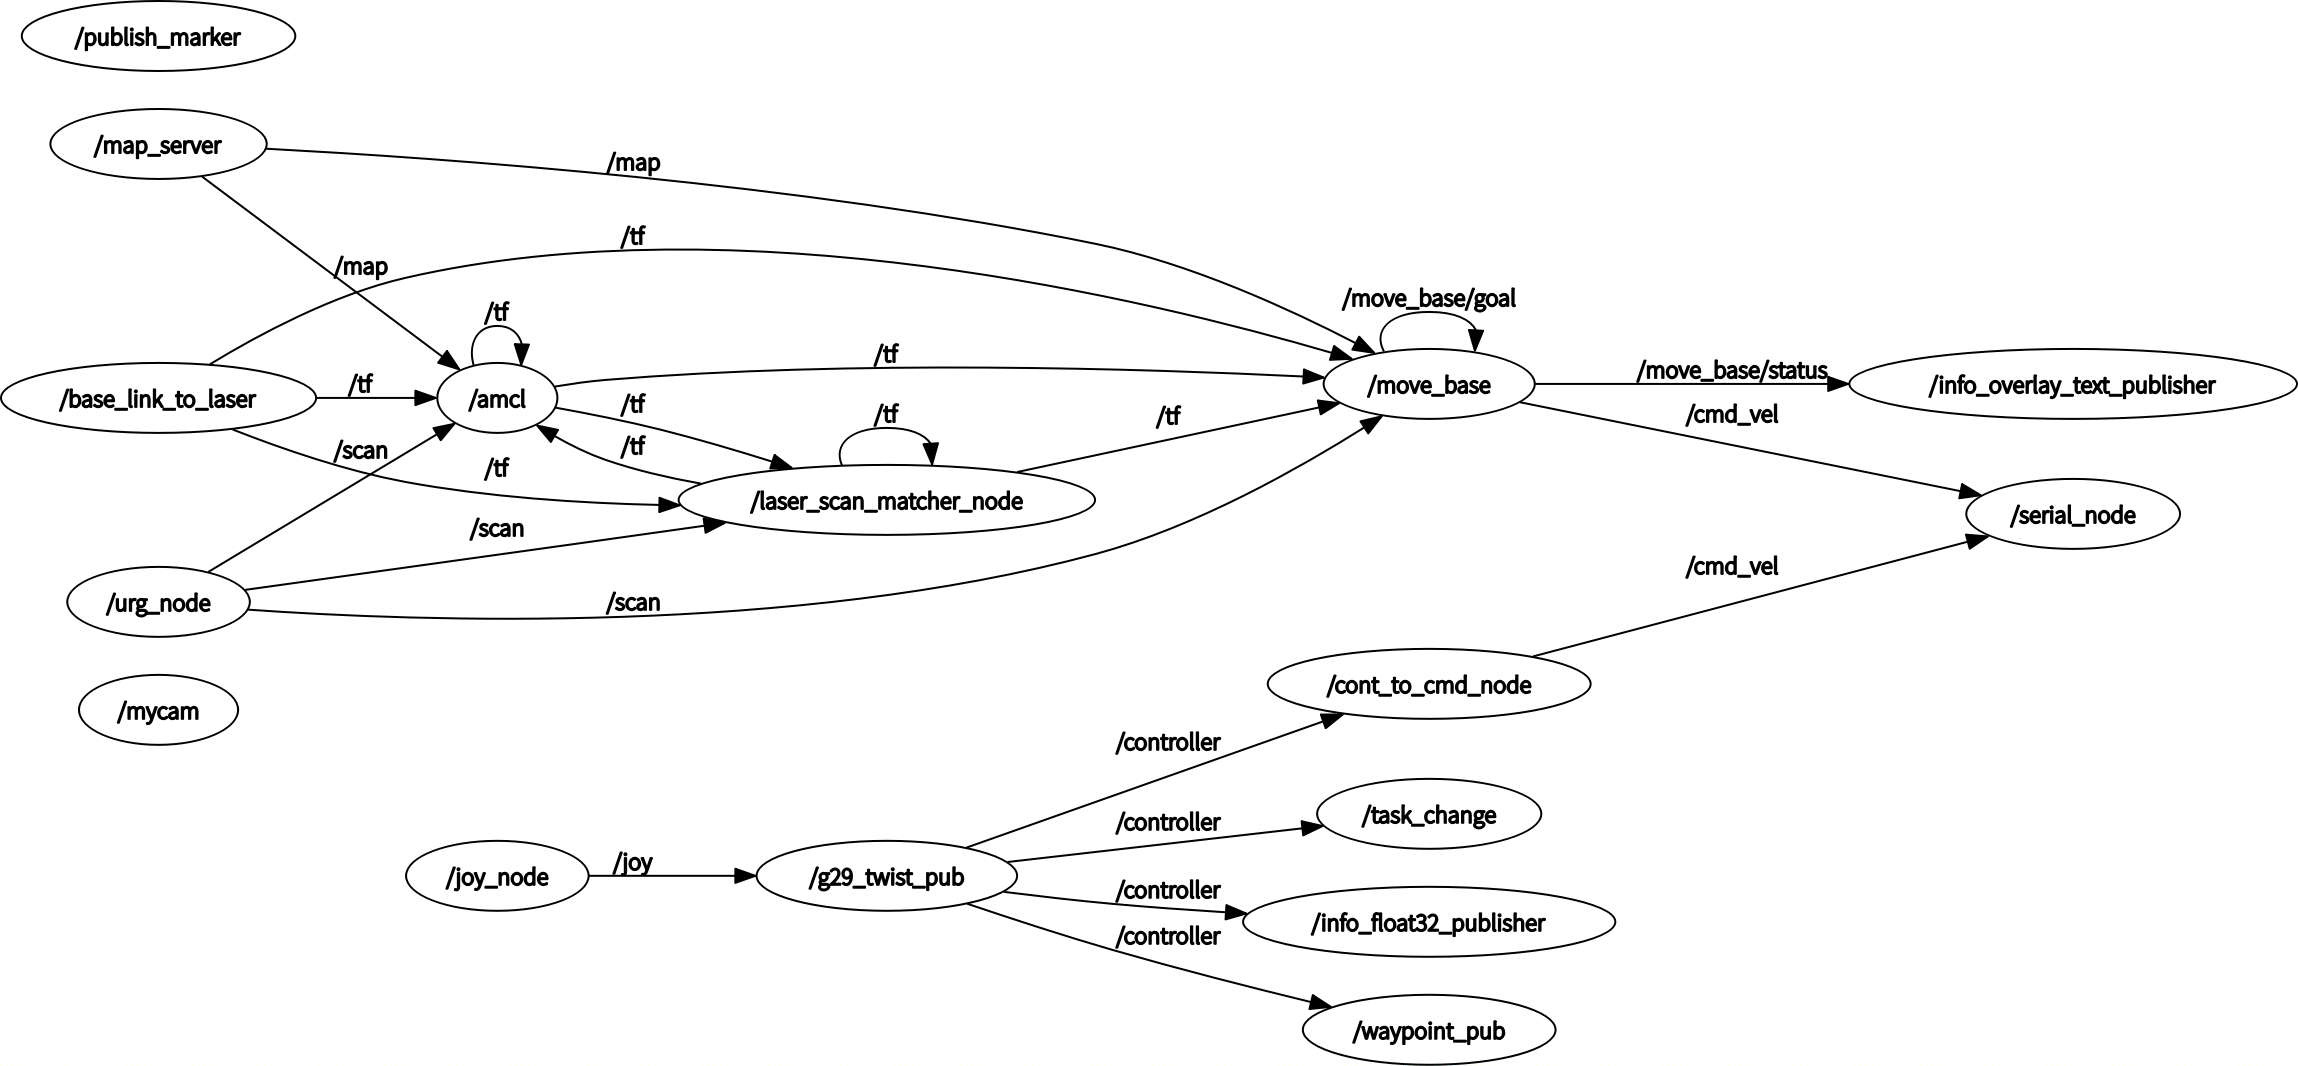 /publish_marker
/map_server
/map
/tf
/map
/move_base/goal
/tf
/tf
/move_base
/move_base/status
/info_overlay_text_publisher
/base_link_to_laser
/tf
/amcl
/tf
/tf
/tf
/cmd_vel
/scan
/tf
/tf
/laser_scan_matcher_node
/serial_node
/scan
/cmd_vel
/urg_node
/scan
/cont_to_cmd_node
/mycam
/controller
/task_change
/controller
/joy_node
/joy
/g29_twist_pub
/controller
/info_float32_publisher
/controller
/waypoint_pub